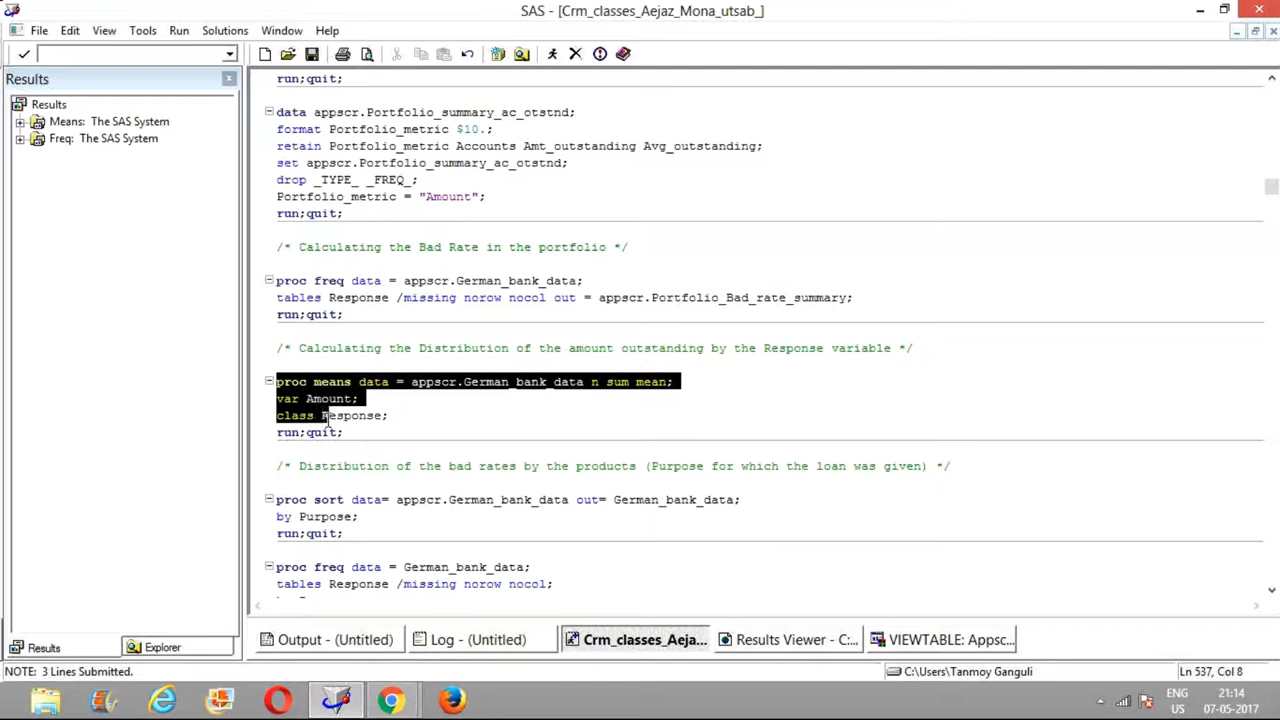 SAS - [Crm_classes_Aejaz_Mona_utsab_]
File Edit View Tools Run Solutions Window Help
Results
Results
Means: The SAS System
Freq: The SAS System
run;quit;
data appscr.Portfolio_summary_ac_otstnd;
format Portfolio_metric $10.;
retain Portfolio_metric Accounts Amt_outstanding Avg_outstanding;
set appscr.Portfolio_summary_ac_otstnd;
drop _TYPE_ _FREQ_;
Portfolio_metric = "Amount";
run;quit;
/* Calculating the Bad Rate in the portfolio */
proc freq data = appscr.German_bank_data;
tables Response /missing norow nocol out = appscr.Portfolio_Bad_rate_summary;
run;quit;
/* Calculating the Distribution of the amount outstanding by the Response variable */
proc means data = appscr.German_bank_data n sum mean;
var Amount;
class Response;
run;quit;
/* Distribution of the bad rates by the products (Purpose for which the loan was given) */
proc sort data= appscr.German_bank_data out= German_bank_data;
by Purpose;
run;quit;
proc freq data = German_bank_data;
tables Response /missing norow nocol;
Results Explorer
Output - (Untitled) Log - (Untitled) Crm_classes_Aeja... Results Viewer - C:... VIEWTABLE: Appsc...
NOTE: 3 Lines Submitted. C:\Users\Tanmoy Ganguli Ln 537, Col 8
ENG 21:14
US 07-05-2017